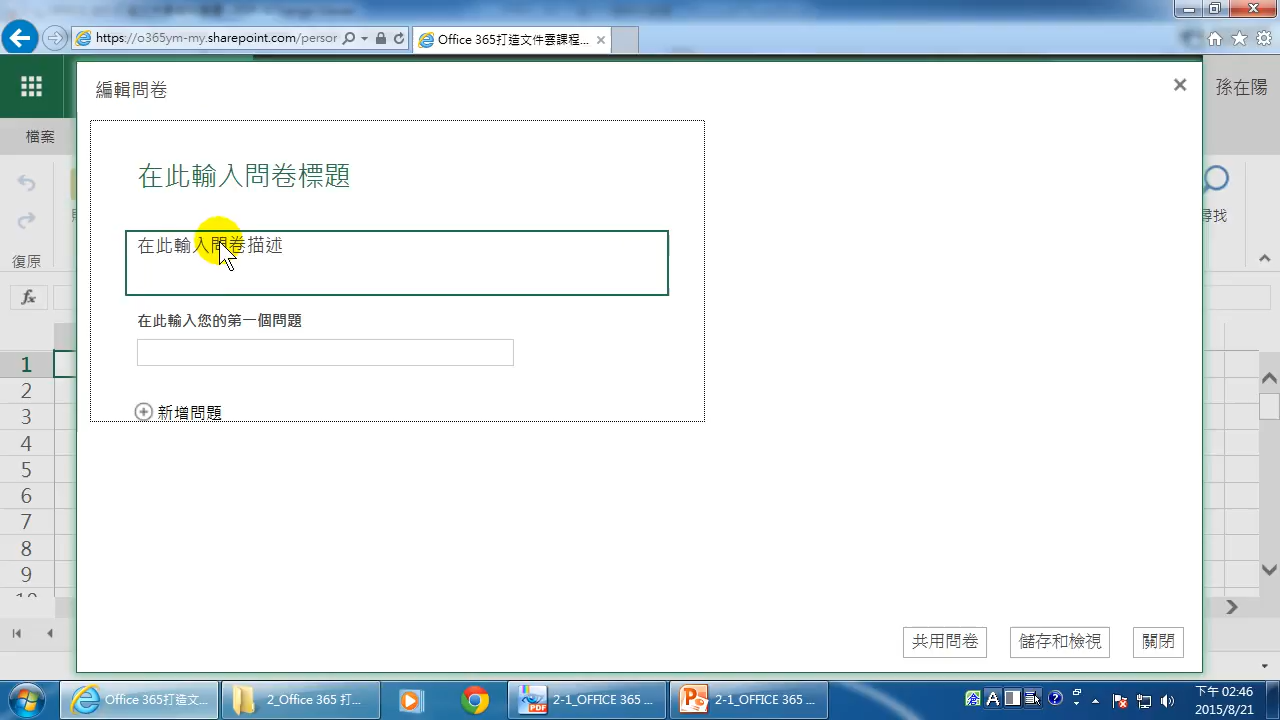 https://o365ym-my.sharepoint.com/person
Office 365打造文件雲課程...
編輯問卷
孫在陽
檔案
在此輸入問卷標題
在此輸入問卷描述
尋找
復原
fx
在此輸入您的第一個問題
新增問題
1
2
3
4
5
6
7
8
9
10
共用問卷
儲存和檢視
關閉
Office 365打造文...
2_Office 365 打...
2-1_OFFICE 365 ...
2-1_OFFICE 365 ...
A
下午 02:46
2015/8/21